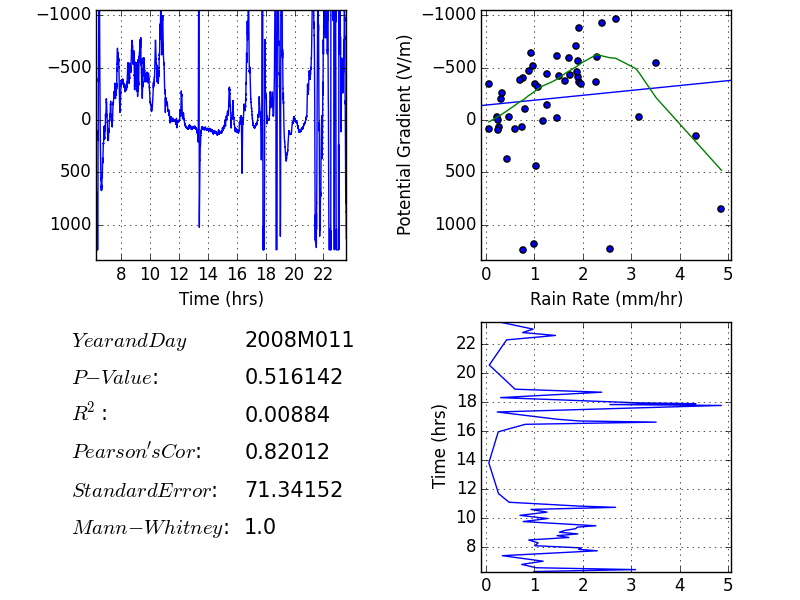 −1000
−500
0
500
1000
8 10 12 14 16 18 20 22
Time (hrs)
Potential Gradient (V/m)
−1000
−500
0
500
1000
0 1 2 3 4 5
Rain Rate (mm/hr)
YearandDay 2008M011
P−Value: 0.516142
R² : 0.00884
Pearson′sCor: 0.82012
StandardError: 71.34152
Mann−Whitney: 1.0
Time (hrs)
22
20
18
16
14
12
10
8
0 1 2 3 4 5